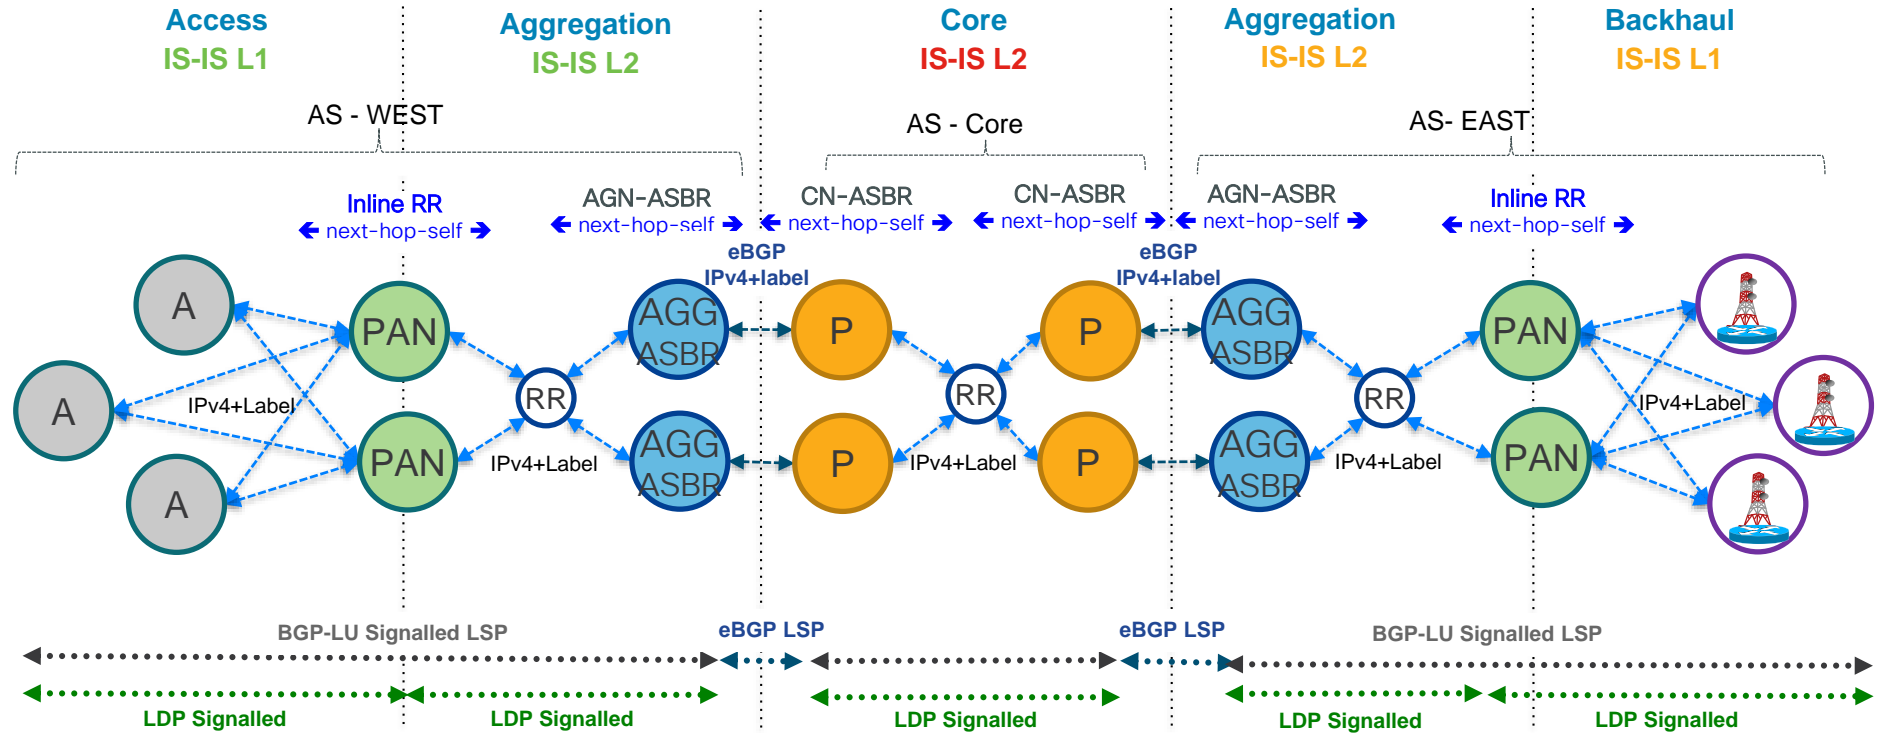 Access
IS-IS L1
Aggregation
IS-IS L2
Core
IS-IS L2
Aggregation
IS-IS L2
Backhaul
IS-IS L1
AS - WEST
AS - Core
AS- EAST
Inline RR
next-hop-self
AGN-ASBR
next-hop-self
CN-ASBR
next-hop-self
CN-ASBR
next-hop-self
AGN-ASBR
next-hop-self
Inline RR
next-hop-self
eBGP
IPv4+label
eBGP
IPv4+label
A
A
A
IPv4+Label
PAN
PAN
RR
IPv4+Label
AGG
ASBR
AGG
ASBR
P
P
RR
IPv4+Label
P
P
AGG
ASBR
AGG
ASBR
RR
IPv4+Label
PAN
PAN
IPv4+Label
BGP-LU Signalled LSP
eBGP LSP
eBGP LSP
BGP-LU Signalled LSP
LDP Signalled
LDP Signalled
LDP Signalled
LDP Signalled
LDP Signalled